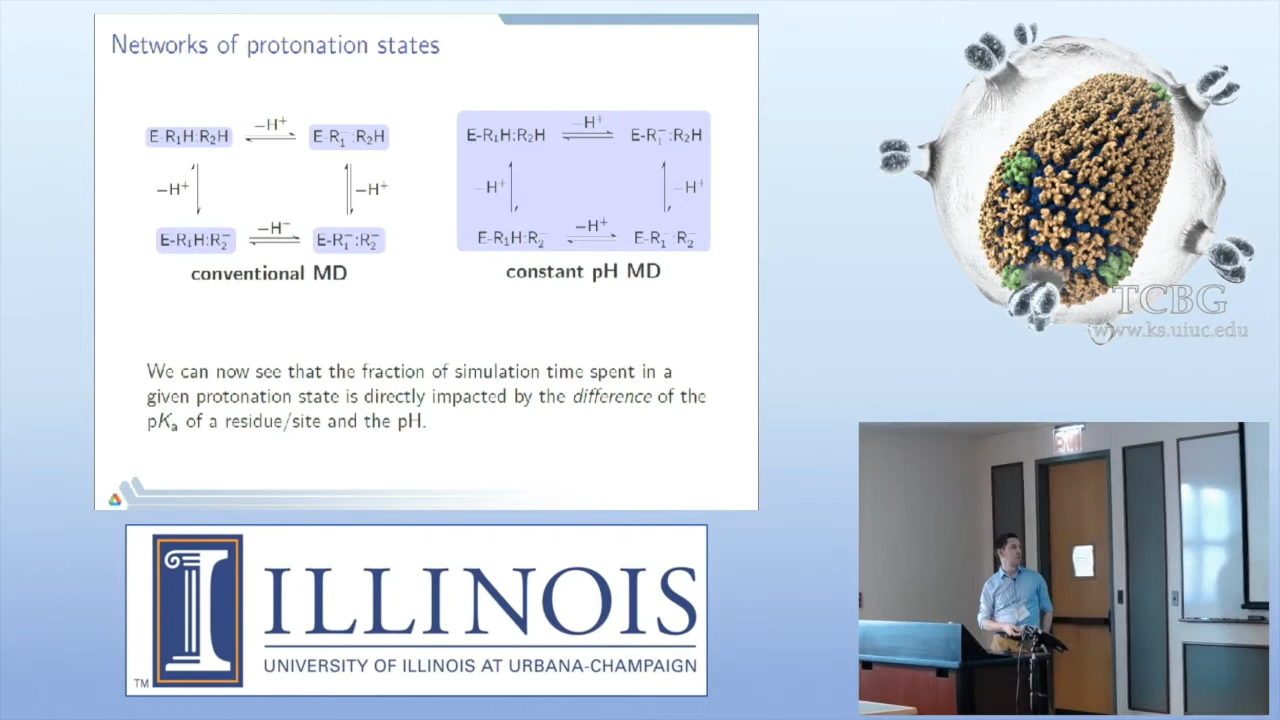 Networks of protonation states
E-R₁H:R₂H
−H⁺
E-R₁⁻:R₂H
−H⁺
−H⁺
E-R₁H:R₂⁻
−H⁺
E-R₁⁻:R₂⁻
conventional MD
E-R₁H:R₂H
−H⁺
E-R₁⁻:R₂H
−H⁺
−H⁺
E-R₁H:R₂⁻
−H⁺
E-R₁⁻:R₂⁻
constant pH MD
We can now see that the fraction of simulation time spent in a
given protonation state is directly impacted by the difference of the
pKₐ of a residue/site and the pH.
TCBG
www.ks.uiuc.edu
ILLINOIS
UNIVERSITY OF ILLINOIS AT URBANA-CHAMPAIGN
TM
EXIT